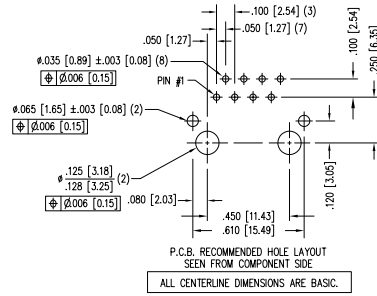 .100 [2.54] (3)
.050 [1.27] (7)
.050 [1.27]
.100 [2.54]
.250 [6.35]
ø.035 [0.89] ±.003 [0.08] (8)
⌖ Ø.006 [0.15]
PIN #1
ø.065 [1.65] ±.003 [0.08] (2)
⌖ Ø.006 [0.15]
ø .125 [3.18] (2)
.128 [3.25]
⌖ Ø.006 [0.15]
.080 [2.03]
.120 [3.05]
.450 [11.43]
.610 [15.49]
P.C.B. RECOMMENDED HOLE LAYOUT
SEEN FROM COMPONENT SIDE
ALL CENTERLINE DIMENSIONS ARE BASIC.